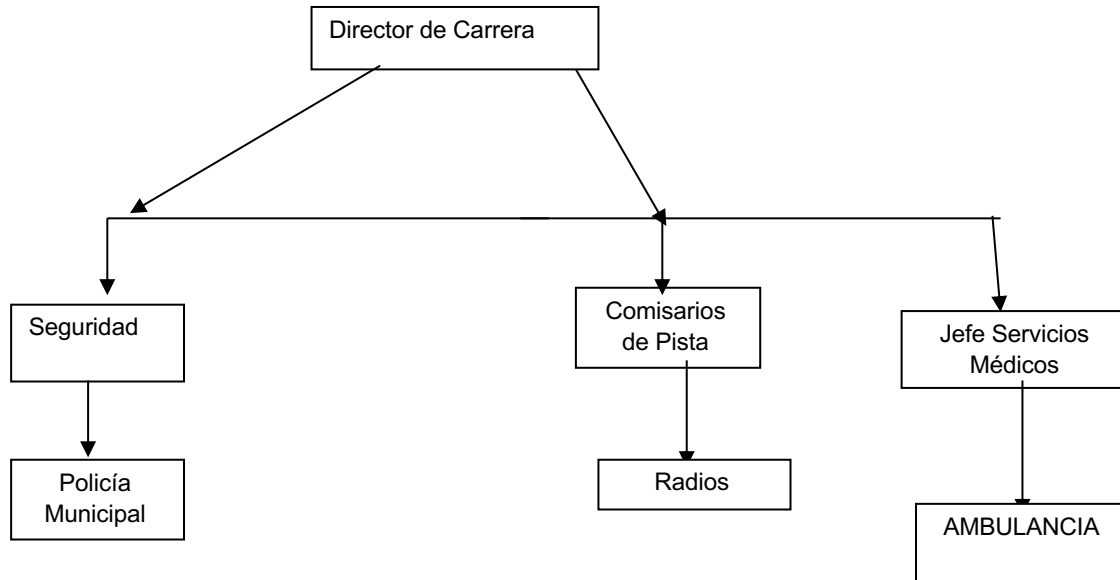 Director de Carrera
Seguridad
Comisarios
de Pista
Jefe Servicios
Médicos
Policía
Municipal
Radios
AMBULANCIA